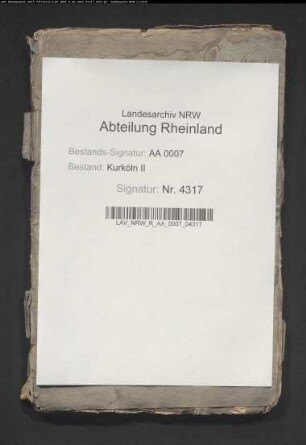 Landesarchiv NRW
Abteilung Rheinland
Bestands-Signatur: AA 0007
Bestand: Kurköln II
Signatur: Nr. 4317
LAV_NRW_R_AA_0007_04317